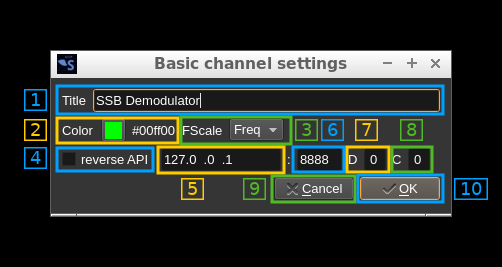 Basic channel settings
1 Title SSB Demodulator
2 Color #00ff00 FScale Freq 3 6 7 8
4 reverse API 127.0 .0 .1 : 8888 D 0 C 0
5 9 Cancel OK 10